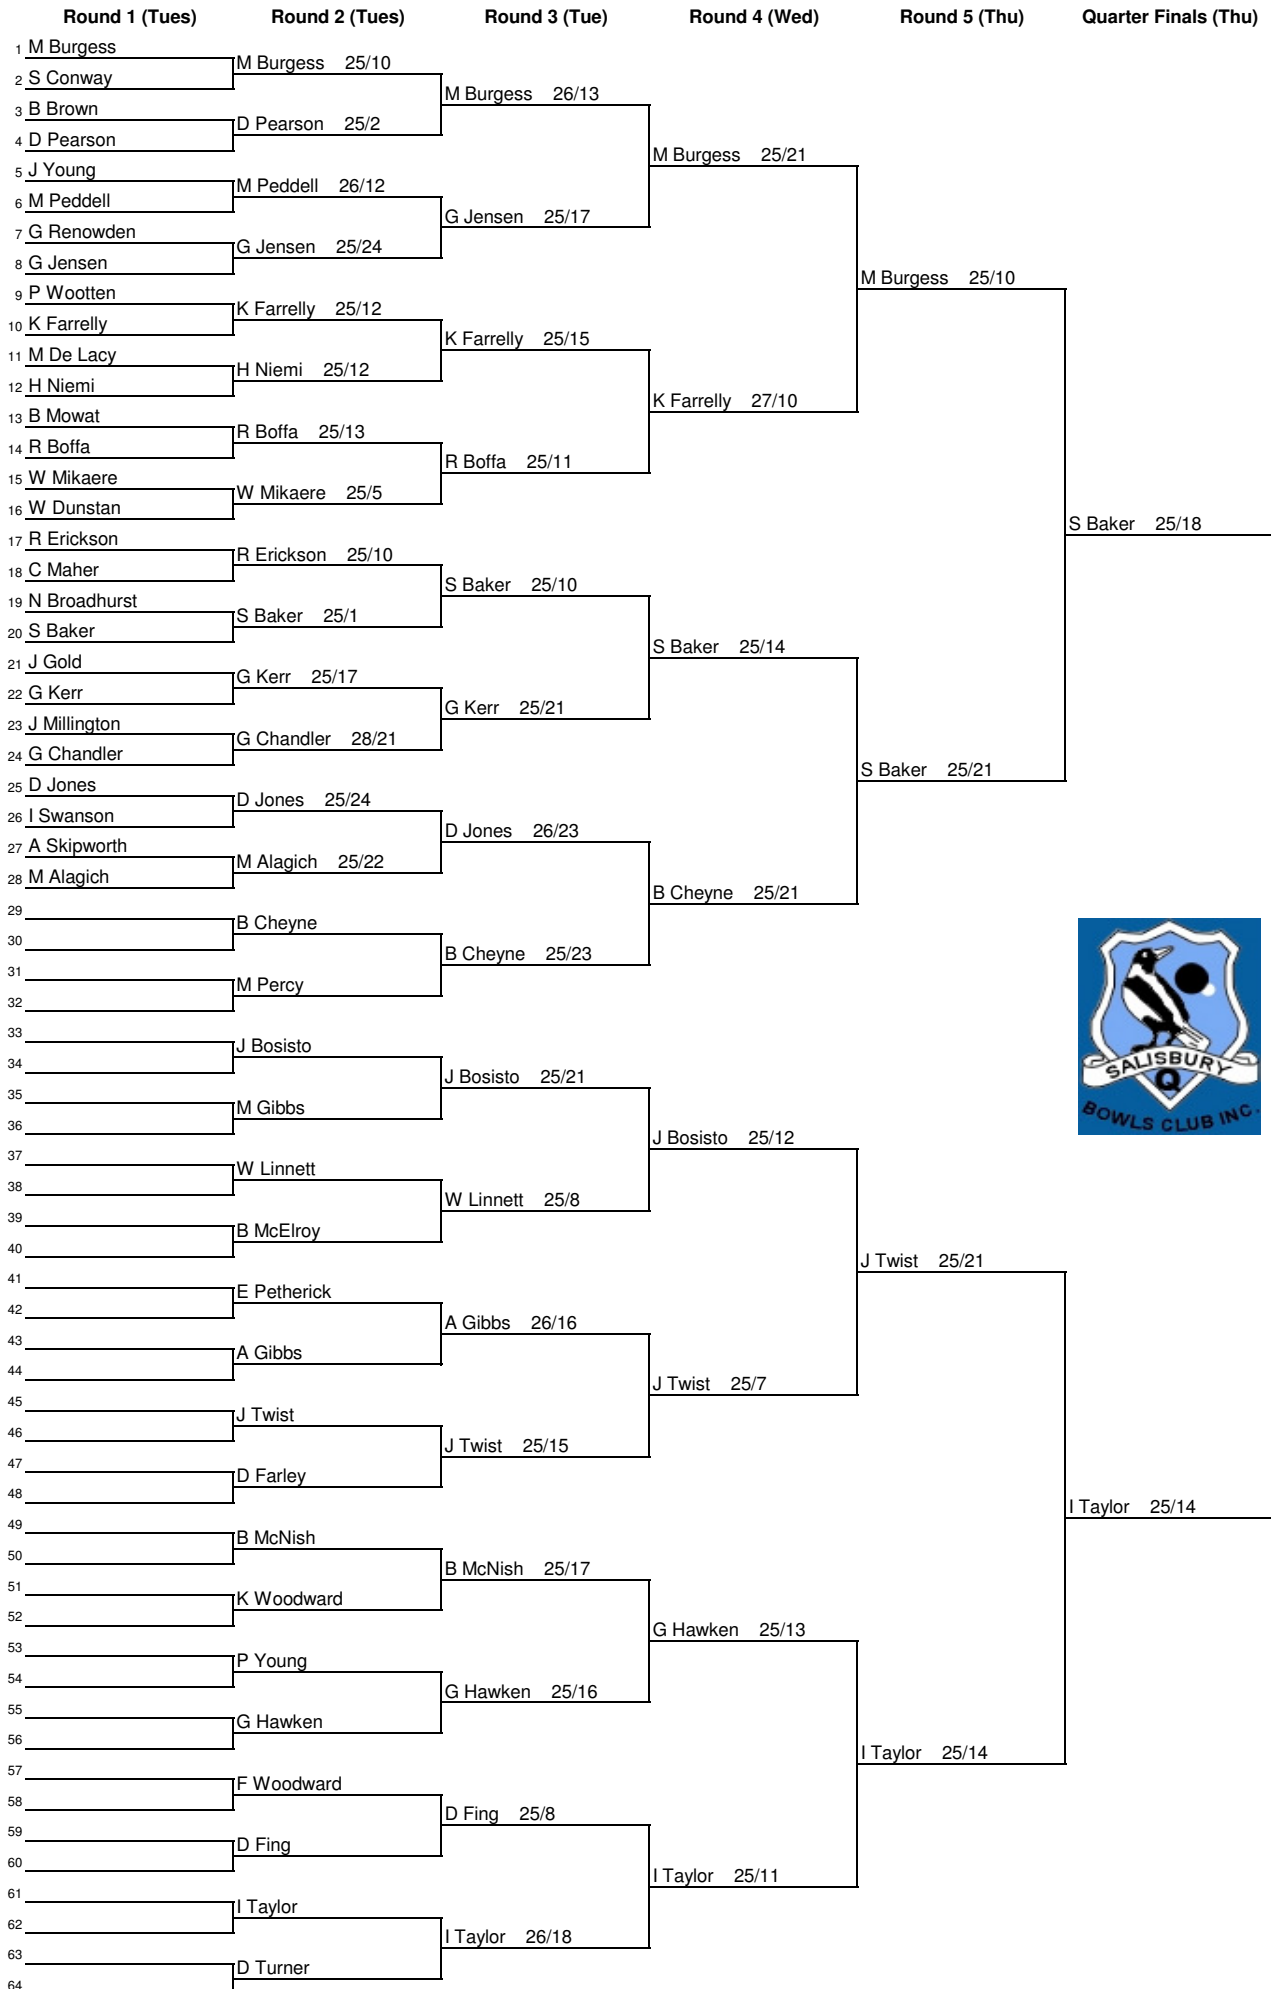 Round 1 (Tues) Round 2 (Tues) Round 3 (Tue) Round 4 (Wed) Round 5 (Thu) Quarter Finals (Thu)
1 M Burgess
M Burgess 25/10
2 S Conway
M Burgess 26/13
3 B Brown
D Pearson 25/2
4 D Pearson
M Burgess 25/21
5 J Young
M Peddell 26/12
6 M Peddell
G Jensen 25/17
7 G Renowden
G Jensen 25/24
8 G Jensen
M Burgess 25/10
9 P Wootten
K Farrelly 25/12
10 K Farrelly
K Farrelly 25/15
11 M De Lacy
H Niemi 25/12
12 H Niemi
K Farrelly 27/10
13 B Mowat
R Boffa 25/13
14 R Boffa
R Boffa 25/11
15 W Mikaere
W Mikaere 25/5
16 W Dunstan
S Baker 25/18
17 R Erickson
R Erickson 25/10
18 C Maher
S Baker 25/10
19 N Broadhurst
S Baker 25/1
20 S Baker
S Baker 25/14
21 J Gold
G Kerr 25/17
22 G Kerr
G Kerr 25/21
23 J Millington
G Chandler 28/21
24 G Chandler
S Baker 25/21
25 D Jones
D Jones 25/24
26 I Swanson
D Jones 26/23
27 A Skipworth
M Alagich 25/22
28 M Alagich
B Cheyne 25/21
29
B Cheyne
30
B Cheyne 25/23
31
M Percy
32
33
J Bosisto
34
J Bosisto 25/21
35
M Gibbs
36
SALISBURY
Q
BOWLS CLUB INC.
J Bosisto 25/12
37
W Linnett
38
W Linnett 25/8
39
B McElroy
40
J Twist 25/21
41
E Petherick
42
A Gibbs 26/16
43
A Gibbs
44
J Twist 25/7
45
J Twist
46
J Twist 25/15
47
D Farley
48
I Taylor 25/14
49
B McNish
50
B McNish 25/17
51
K Woodward
52
G Hawken 25/13
53
P Young
54
G Hawken 25/16
55
G Hawken
56
I Taylor 25/14
57
F Woodward
58
D Fing 25/8
59
D Fing
60
I Taylor 25/11
61
I Taylor
62
I Taylor 26/18
63
D Turner
64